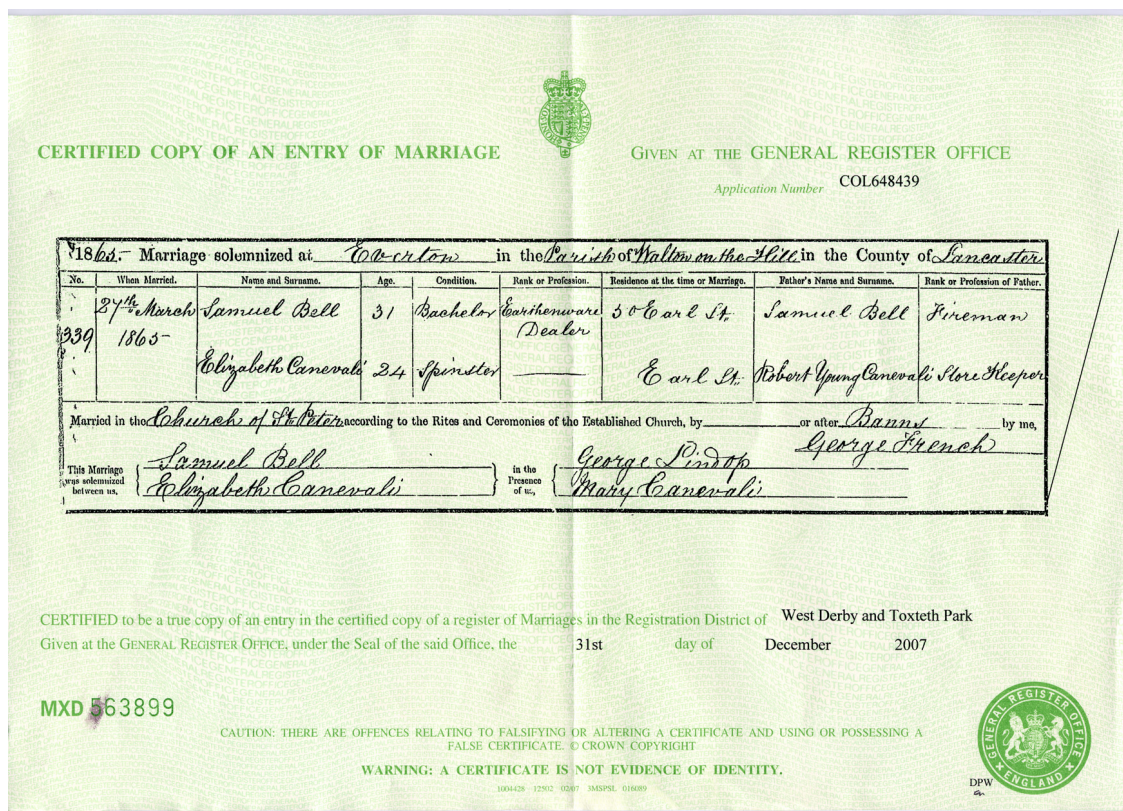 CERTIFIED COPY OF AN ENTRY OF MARRIAGE
GIVEN AT THE GENERAL REGISTER OFFICE
Application Number COL648439
1865. Marriage solemnized at Everton in the Parish of Walton on the Hill in the County of Lancaster
No. When Married. Name and Surname. Age. Condition. Rank or Profession. Residence at the time or Marriage. Father's Name and Surname. Rank or Profession of Father.
27th March Samuel Bell 31 Bachelor Earthenware 50 Earl St. Samuel Bell Fireman
339 1865 Dealer
Elizabeth Canevali 24 Spinster Earl St. Robert Young Canevali Store Keeper
Married in the Church of St Peter according to the Rites and Ceremonies of the Established Church, by or after Banns by me,
George French
This Marriage was solemnized between us, Samuel Bell in the Presence of us, George Lindop
Elizabeth Canevali Mary Canevali
CERTIFIED to be a true copy of an entry in the certified copy of a register of Marriages in the Registration District of West Derby and Toxteth Park
Given at the GENERAL REGISTER OFFICE, under the Seal of the said Office, the 31st day of December 2007
MXD 563899
CAUTION: THERE ARE OFFENCES RELATING TO FALSIFYING OR ALTERING A CERTIFICATE AND USING OR POSSESSING A
FALSE CERTIFICATE. © CROWN COPYRIGHT
WARNING: A CERTIFICATE IS NOT EVIDENCE OF IDENTITY.
1004428 12502 02/07 3MSPSL 016089
GENERAL REGISTER OFFICE
ENGLAND
DPW